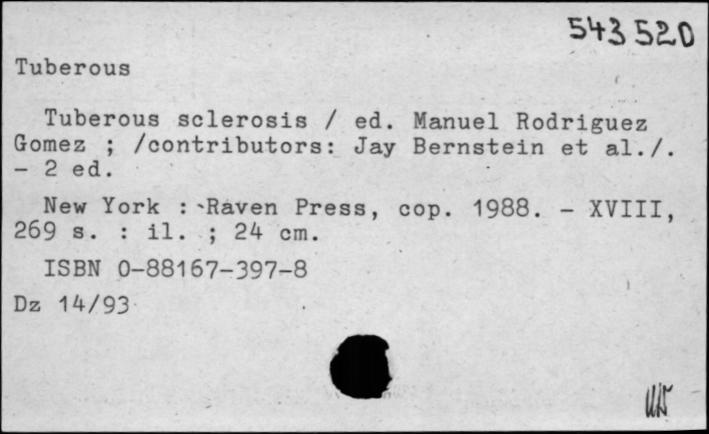 543 520
Tuberous
Tuberous sclerosis / ed. Manuel Rodriguez
Gomez ; /contributors: Jay Bernstein et al./.
- 2 ed.
New York : Raven Press, cop. 1988. - XVIII,
269 s. : il. ; 24 cm.
ISBN 0-88167-397-8
Dz 14/93